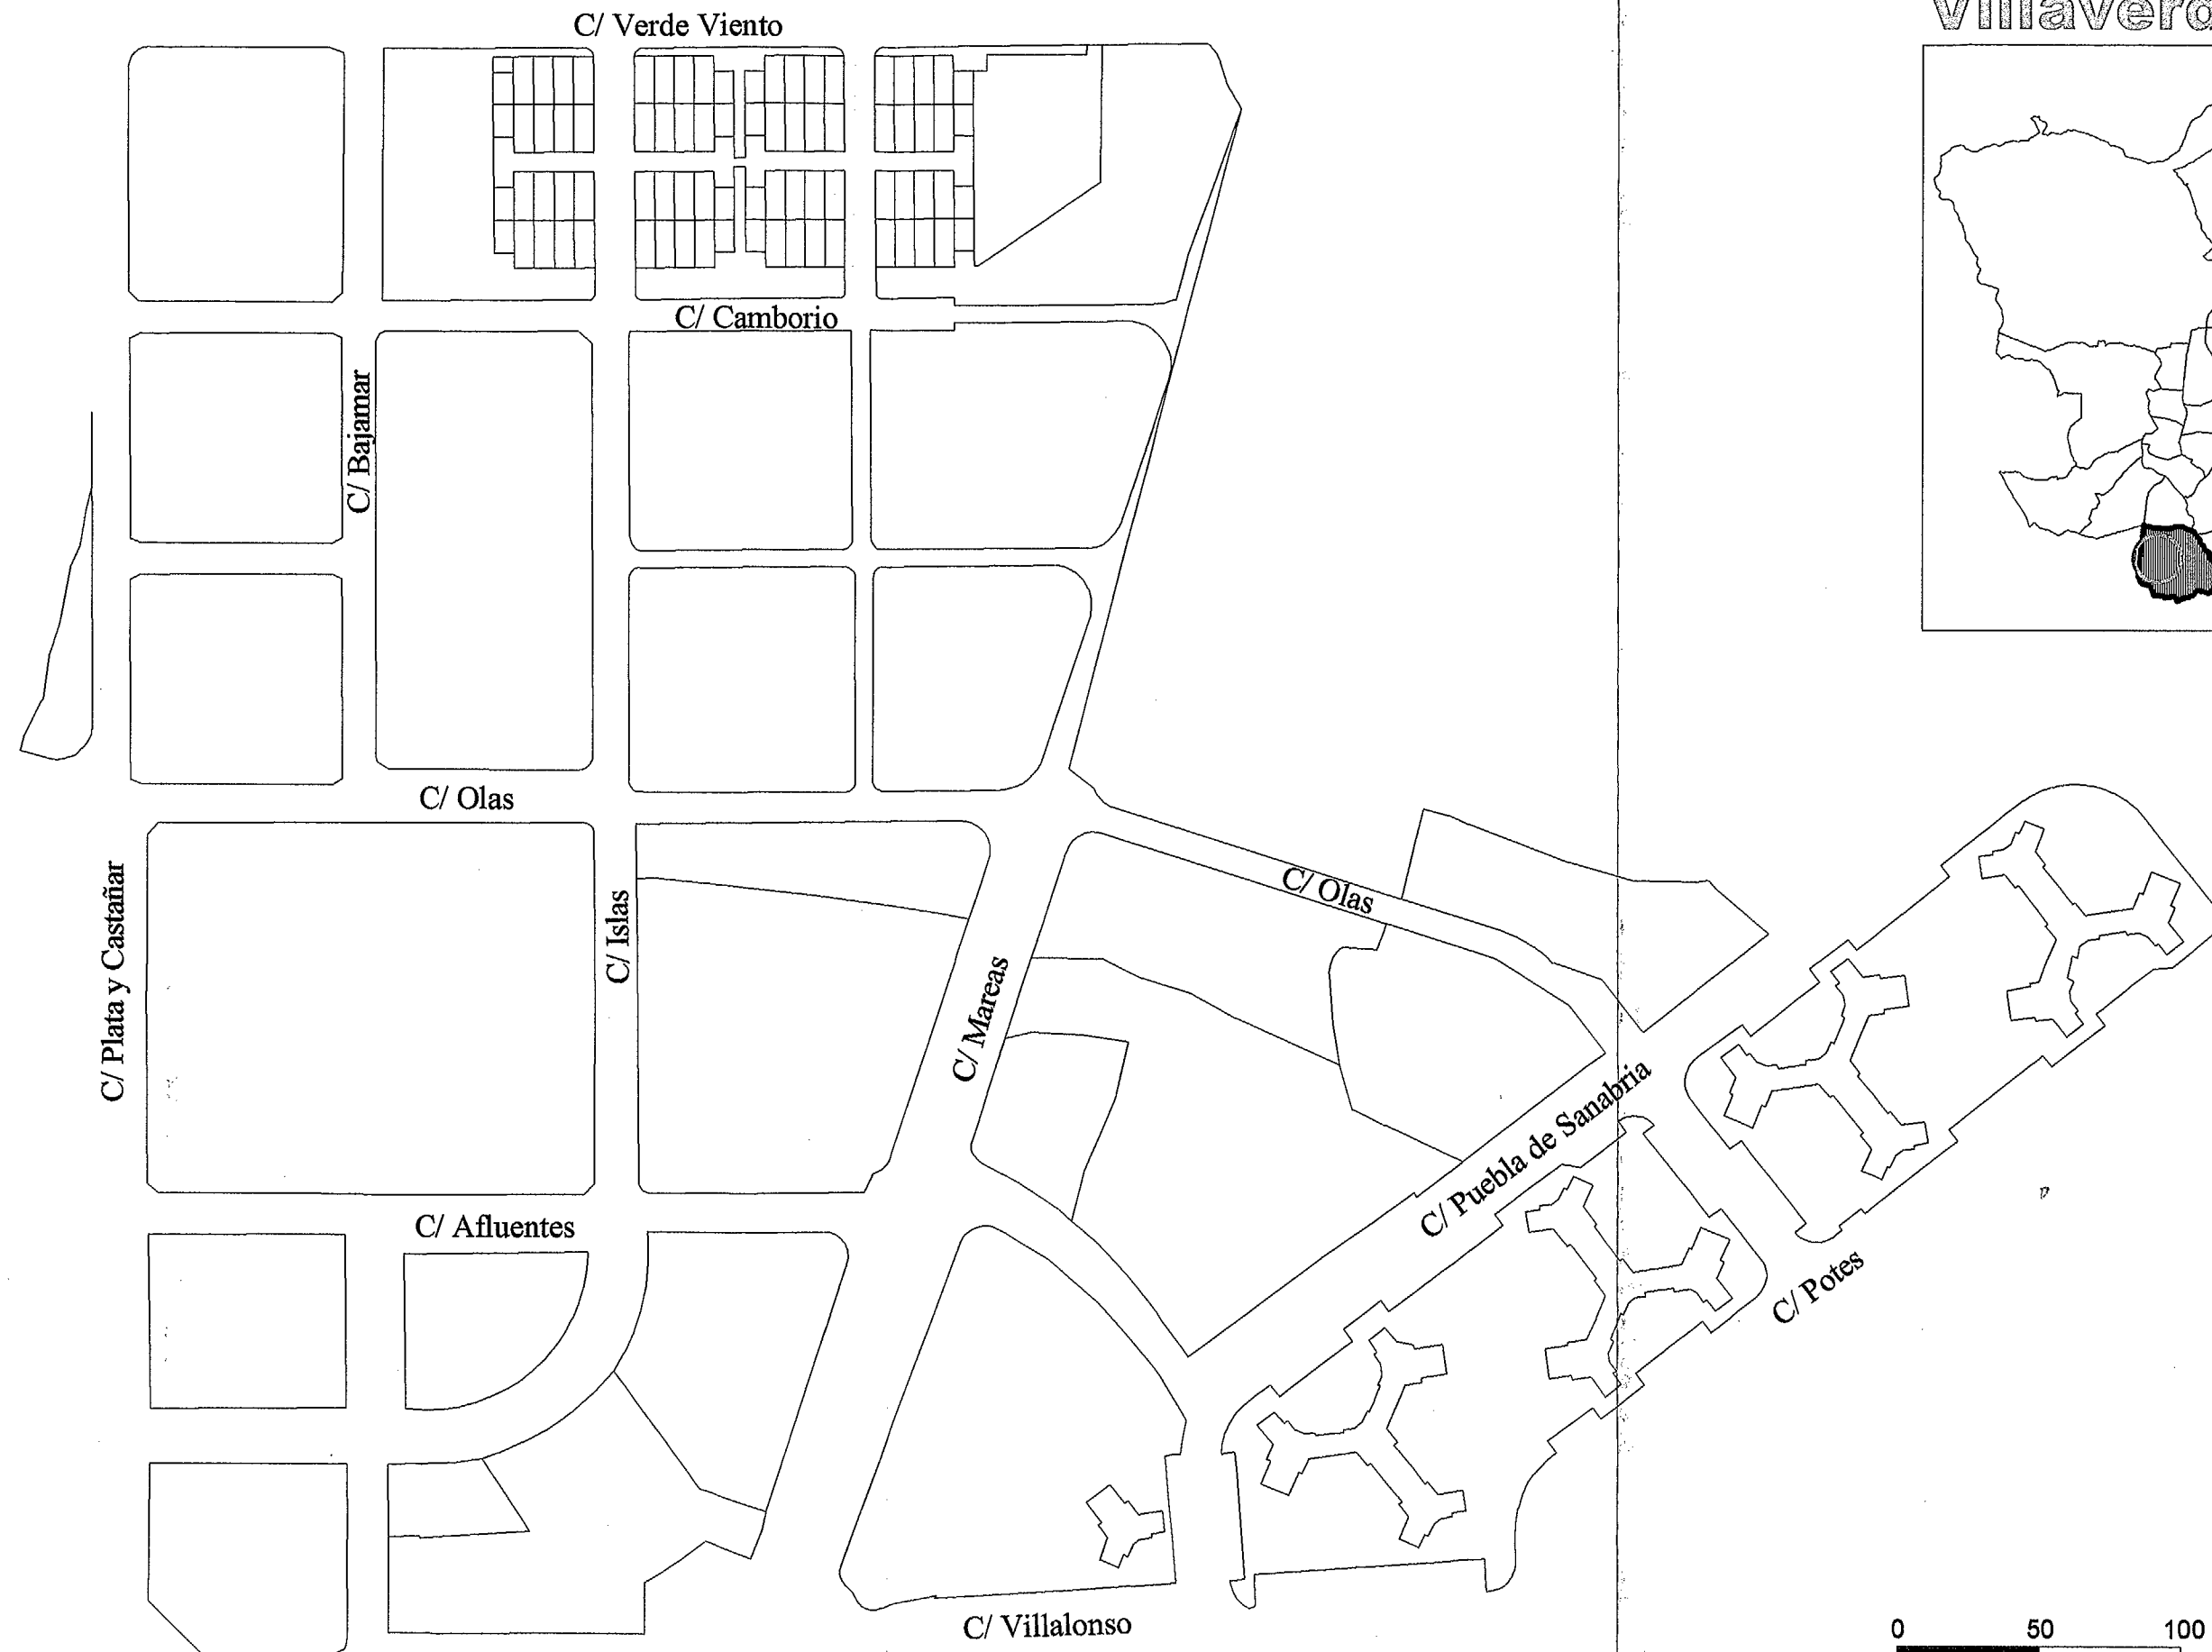 C/ Verde Viento
Villaverd
C/ Camborio
C/ Bajamar
C/ Olas
C/ Olas
C/ Plata y Castañar
C/ Islas
C/ Mareas
C/ Puebla de Sanabria
C/ Afluentes
C/ Potes
C/ Villalonso
0 50 100